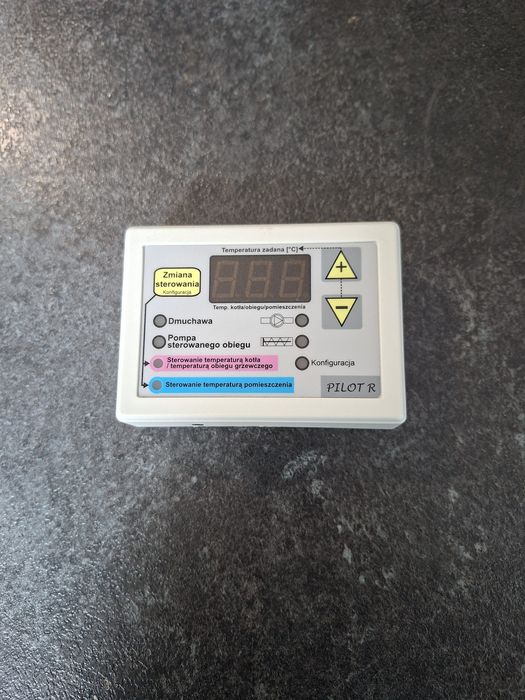 Temperatura zadana [°C]
Zmiana
sterowania
Konfiguracja
+
−
Temp. kotła/obiegu/pomieszczenia
Dmuchawa
Pompa
sterowanego obiegu
Sterowanie temperaturą kotła
/ temperaturą obiegu grzewczego
Konfiguracja
Sterowanie temperaturą pomieszczenia
PILOT R